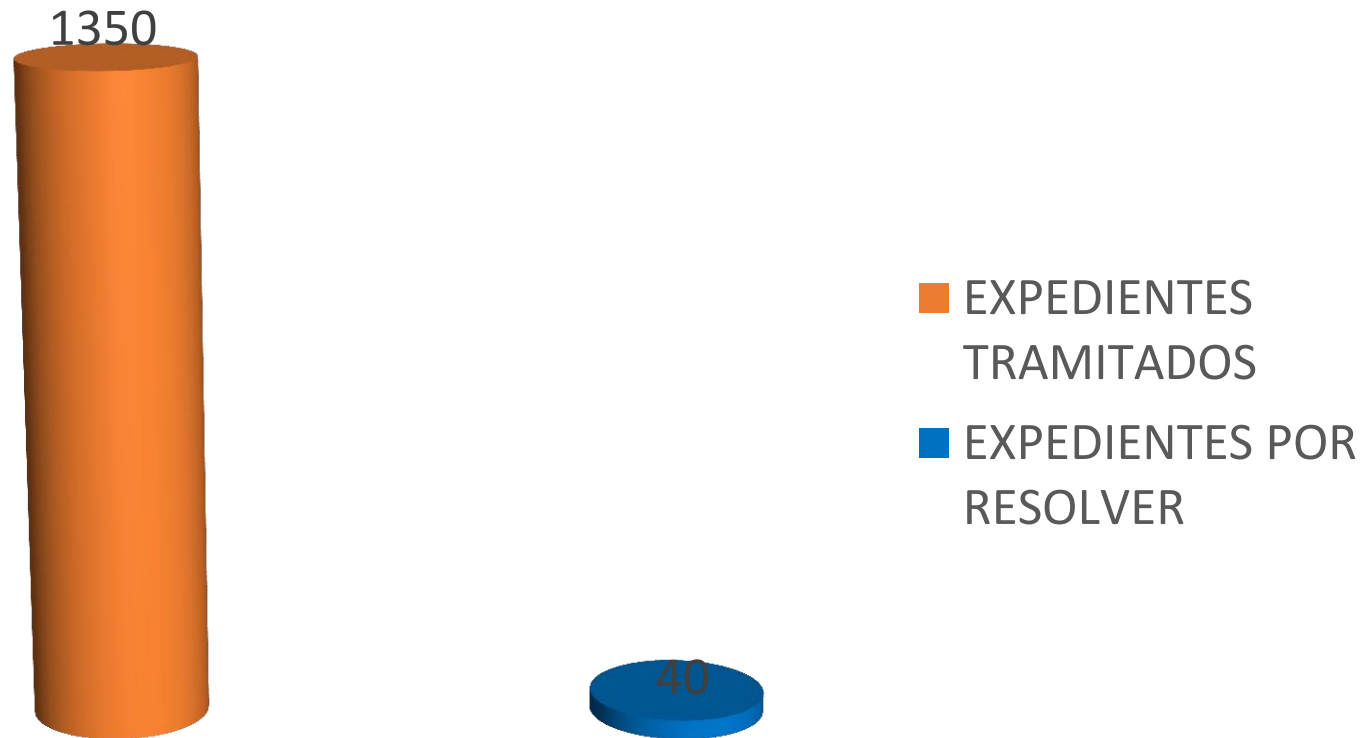 1350
EXPEDIENTES
TRAMITADOS
EXPEDIENTES POR
RESOLVER
40